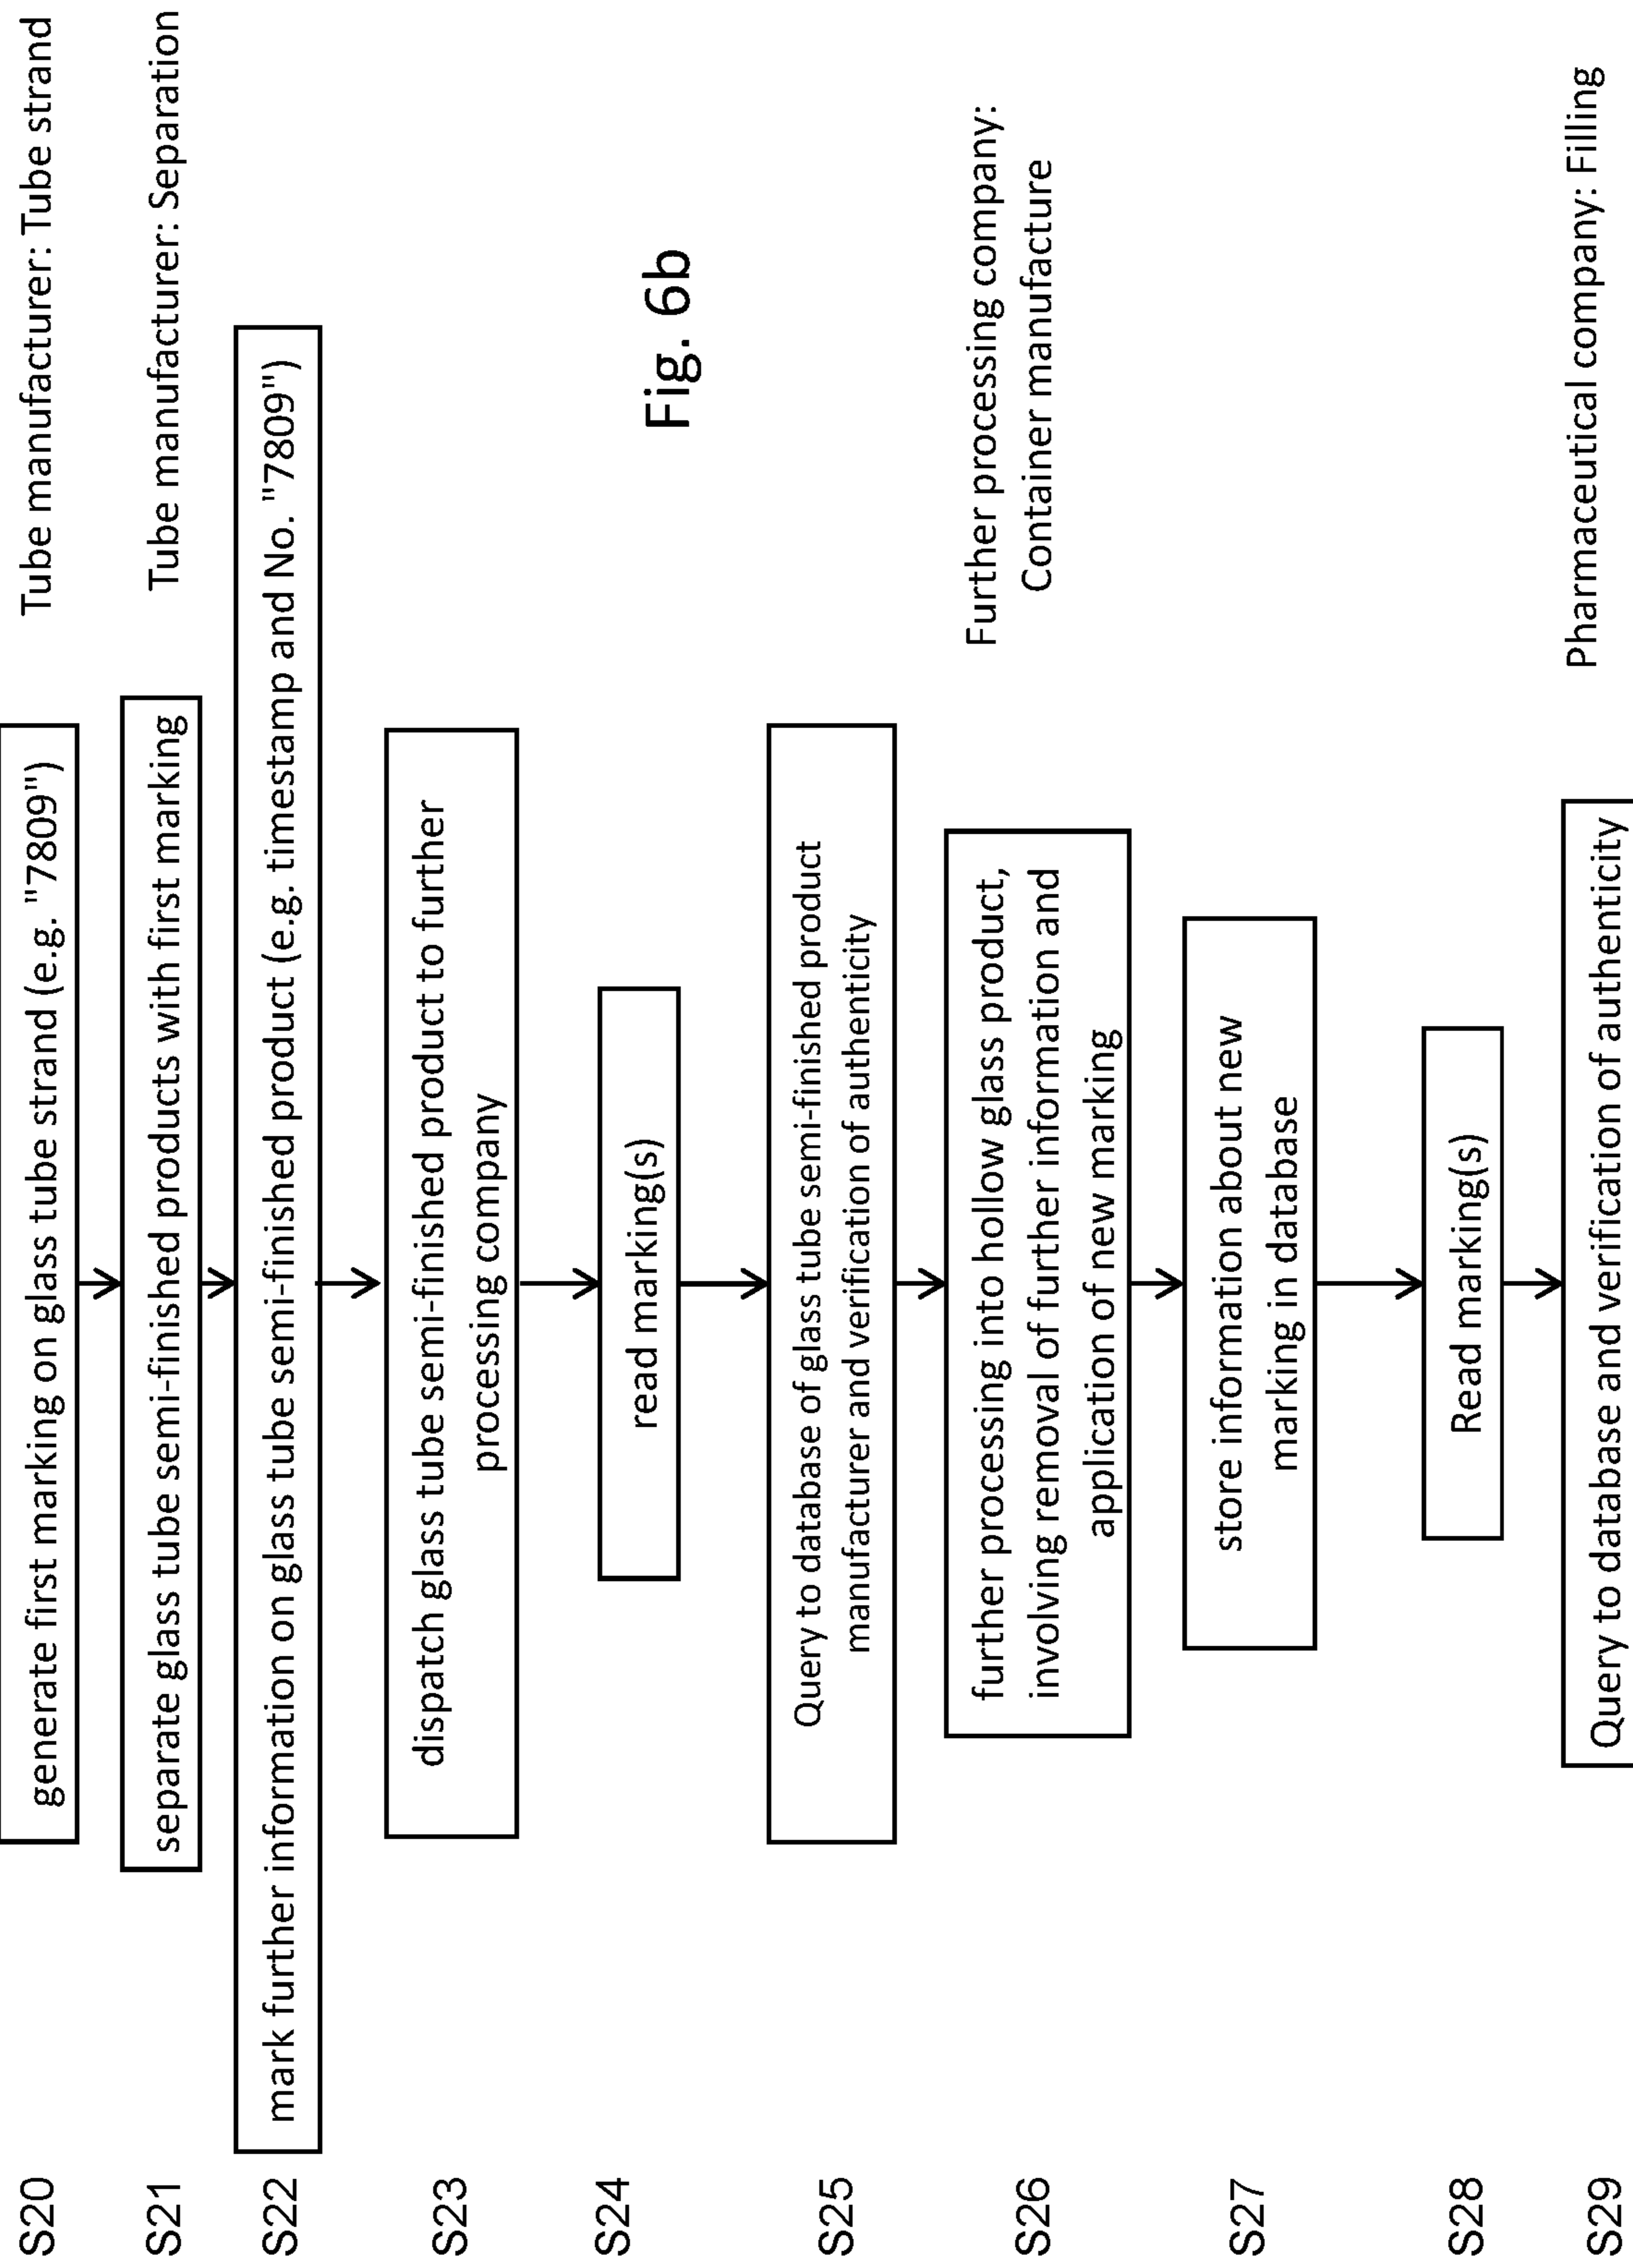 S20
generate first marking on glass tube strand (e.g. "7809")
Tube manufacturer: Tube strand
S21
separate glass tube semi-finished products with first marking
Tube manufacturer: Separation
S22
mark further information on glass tube semi-finished product (e.g. timestamp and No. "7809")
S23
dispatch glass tube semi-finished product to further
processing company
S24
read marking(s)
Fig. 6b
S25
Query to database of glass tube semi-finished product
manufacturer and verification of authenticity
S26
further processing into hollow glass product,
involving removal of further information and
application of new marking
Further processing company:
Container manufacture
S27
store information about new
marking in database
S28
Read marking(s)
S29
Query to database and verification of authenticity
Pharmaceutical company: Filling